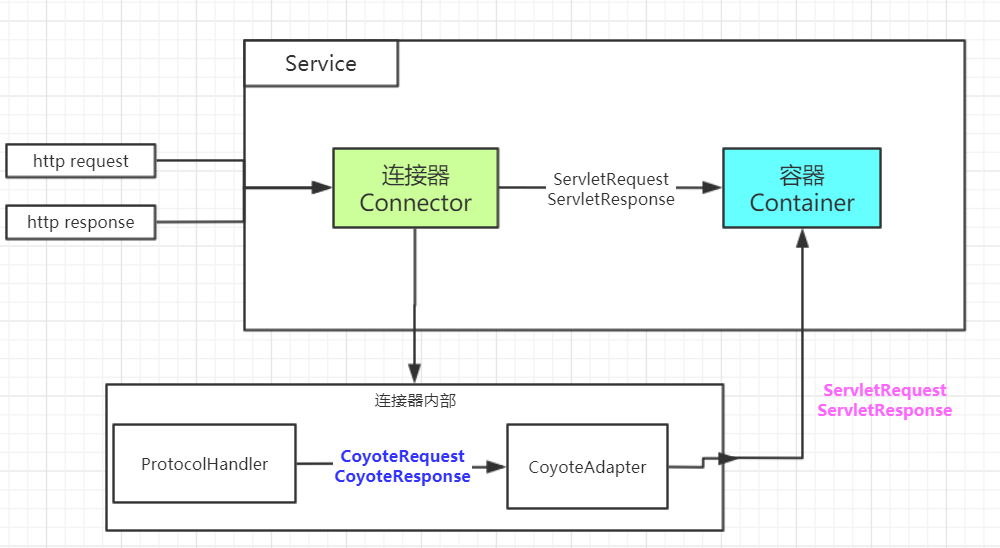 Service
http request
http response
连接器
Connector
ServletRequest
ServletResponse
容器
Container
连接器内部
ProtocolHandler
CoyoteRequest
CoyoteResponse
CoyoteAdapter
ServletRequest
ServletResponse